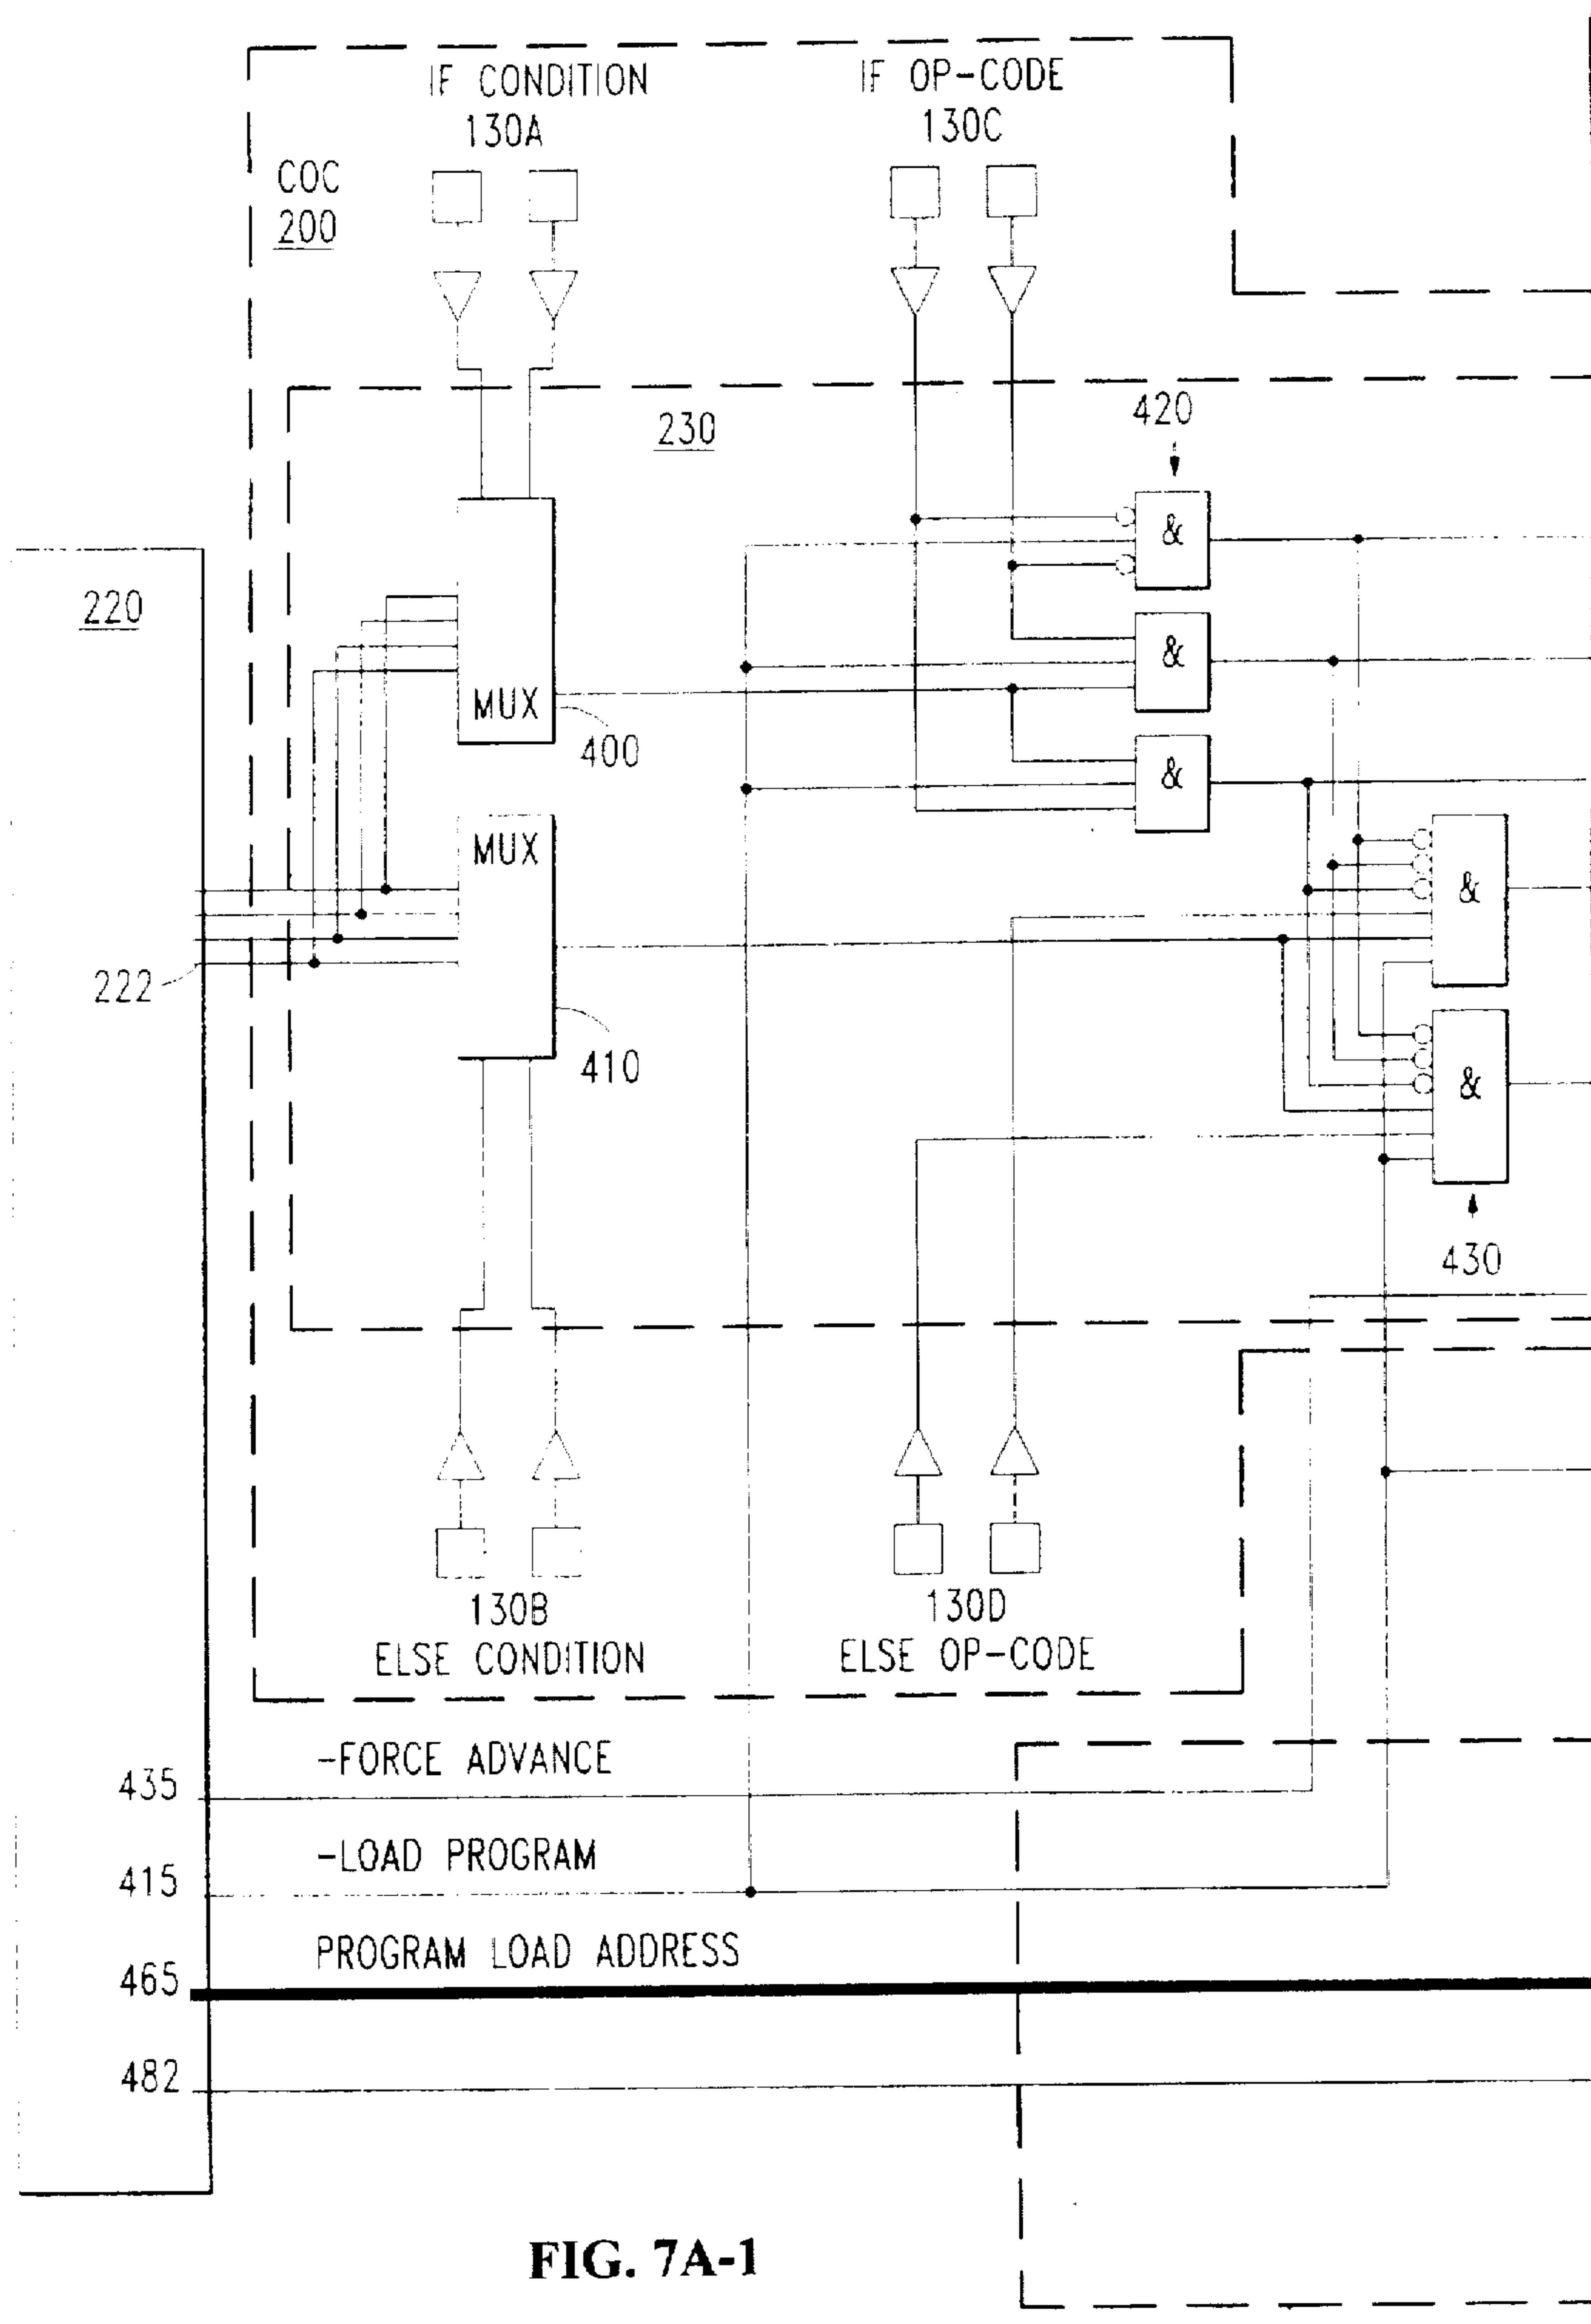 IF CONDITION
130A
IF OP-CODE
130C
COC
200
230
420
&
220
&
MUX
400
&
MUX
&
222
410
&
430
130B
ELSE CONDITION
130D
ELSE OP-CODE
-FORCE ADVANCE
435
-LOAD PROGRAM
415
PROGRAM LOAD ADDRESS
465
482
FIG. 7A-1